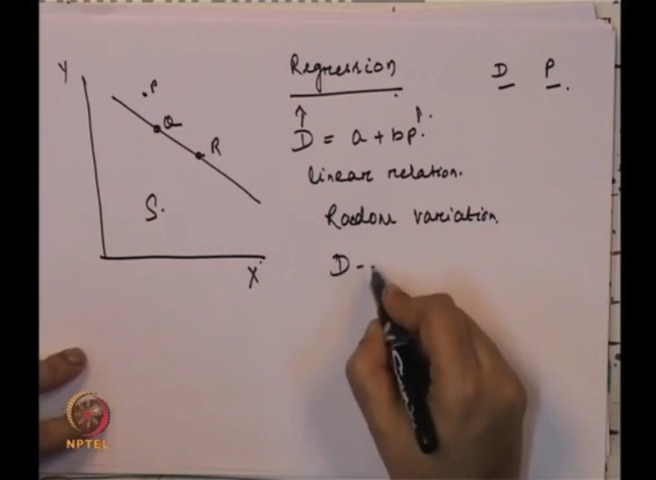 Y
P
Q
R
S.
X
Regression
D P
D = a + bP.
linear relation.
Random variation.
D -
NPTEL